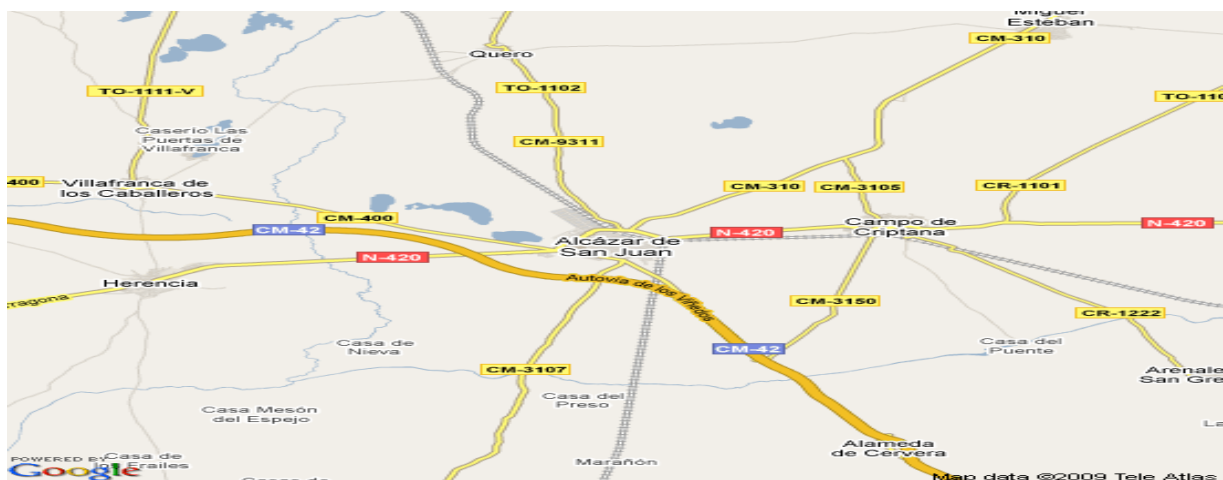 Miguel
Esteban
CM-310
Quero
TO-1111-V
TO-1102
Caserío Las
Puertas de
Villafranca
CM-9311
400
Villafranca de
los Caballeros
CM-310
CM-3105
CR-1101
CM-400
CM-42
N-420
Campo de
Criptana
N-420
Alcázar de
San Juan
N-420
Herencia
Autovía de los Viñedos
CM-3150
CR-1222
Casa de
Nieva
CM-42
Casa del
Puente
CM-3107
Arenale
San Gre
Casa del
Preso
Casa Mesón
del Espejo
Alameda
de Cervera
Casa de
los Frailes
Marañón
POWERED BY
Google
Map data ©2009 Tele Atlas